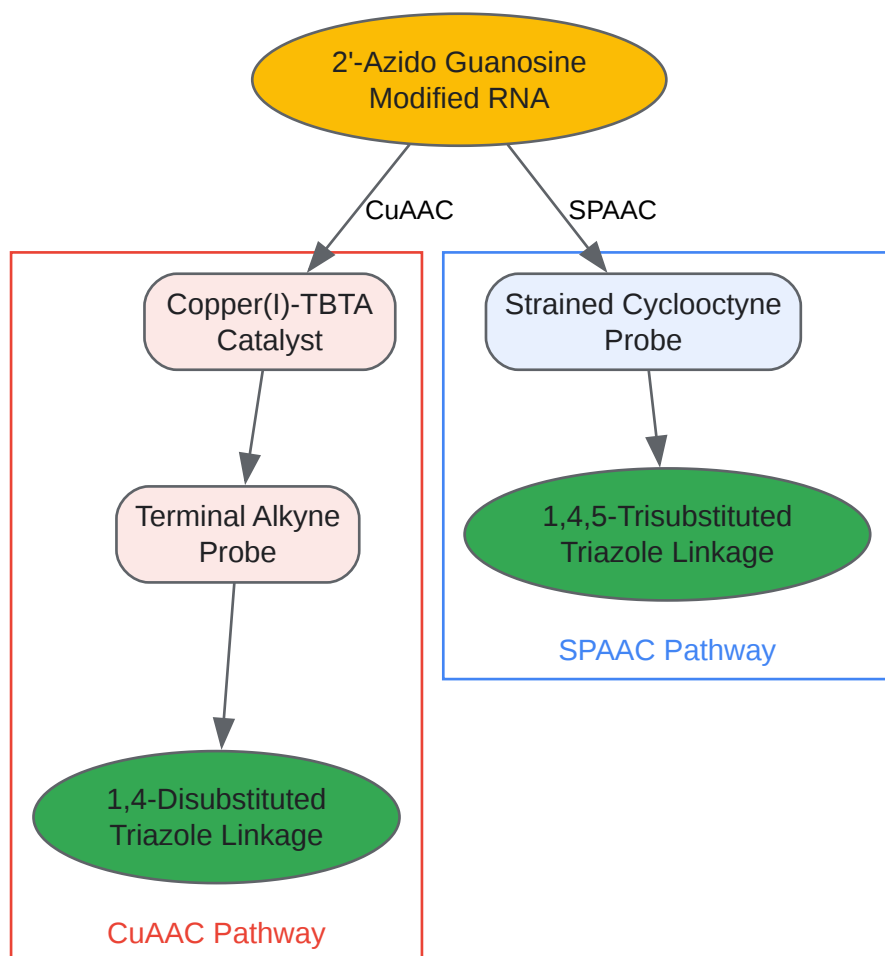 2'-Azido Guanosine
Modified RNA
CuAAC
SPAAC
Copper(I)-TBTA
Catalyst
Strained Cyclooctyne
Probe
Terminal Alkyne
Probe
1,4,5-Trisubstituted
Triazole Linkage
SPAAC Pathway
1,4-Disubstituted
Triazole Linkage
CuAAC Pathway